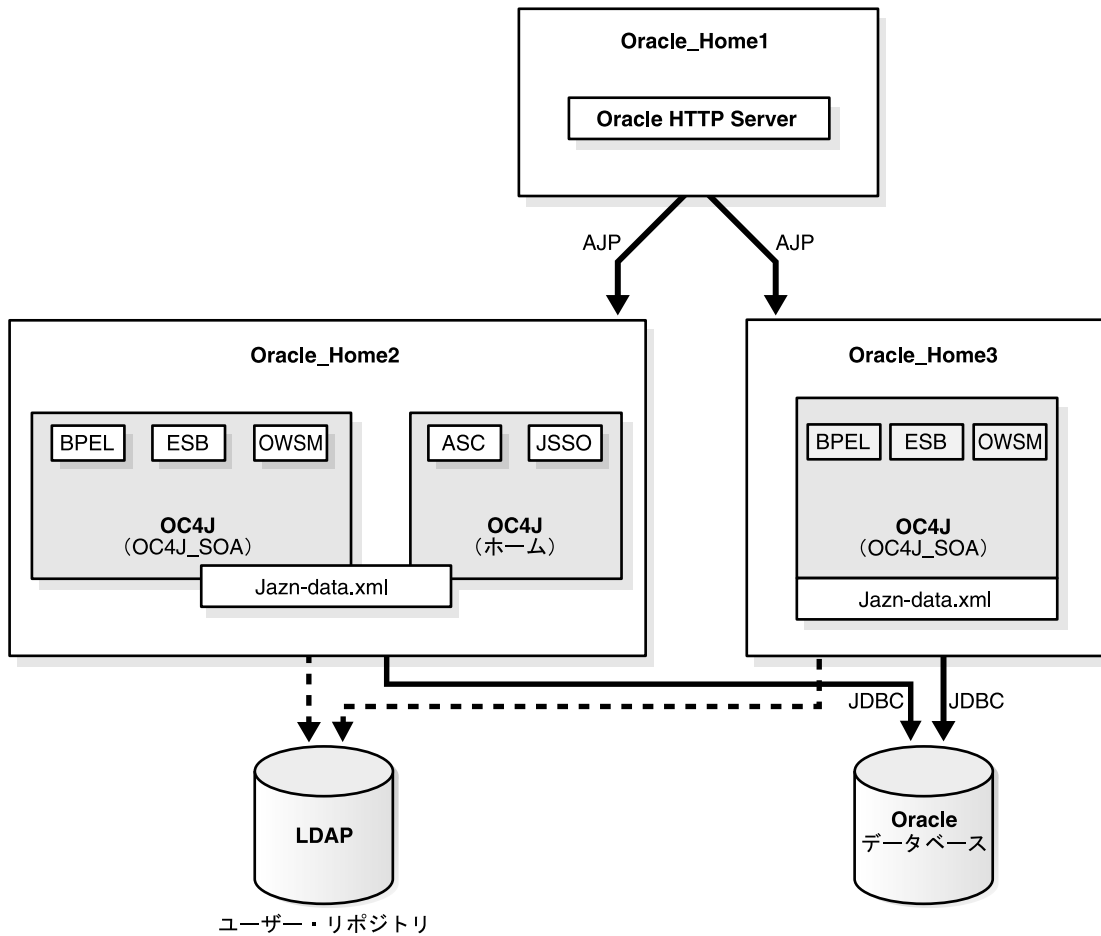 Oracle_Home1
Oracle HTTP Server
AJP
AJP
Oracle_Home2
BPEL
ESB
OWSM
OC4J
（OC4J_SOA）
ASC
JSSO
OC4J
（ホーム）
Jazn-data.xml
Oracle_Home3
BPEL
ESB
OWSM
OC4J
（OC4J_SOA）
Jazn-data.xml
JDBC
JDBC
LDAP
ユーザー・リポジトリ
Oracle
データベース